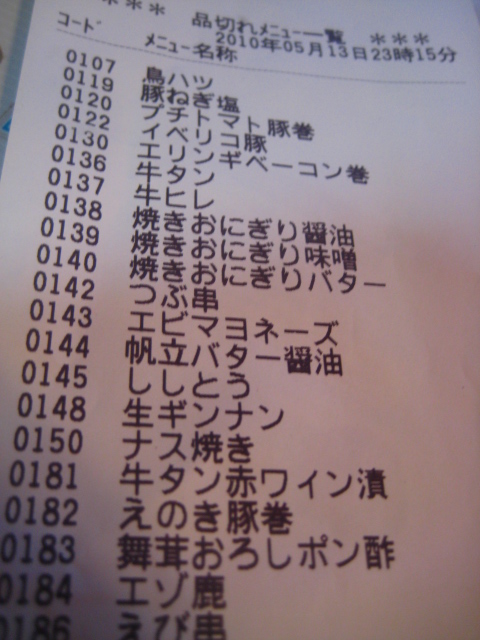 ＊＊＊ 品切れﾒﾆｭｰ一覧 ＊＊＊
2010年05月13日23時15分
ｺｰﾄﾞ ﾒﾆｭｰ名称
0107 鳥ハツ
0119 豚ねぎ塩
0120 プチトマト豚巻
0122 イベリコ豚
0130 エリンギベーコン巻
0136 牛タン
0137 牛ヒレ
0138 焼きおにぎり醤油
0139 焼きおにぎり味噌
0140 焼きおにぎりバター
0142 つぶ串
0143 エビマヨネーズ
0144 帆立バター醤油
0145 ししとう
0148 生ギンナン
0150 ナス焼き
0181 牛タン赤ワイン漬
0182 えのき豚巻
0183 舞茸おろしポン酢
0184 エゾ鹿
0186 えび串